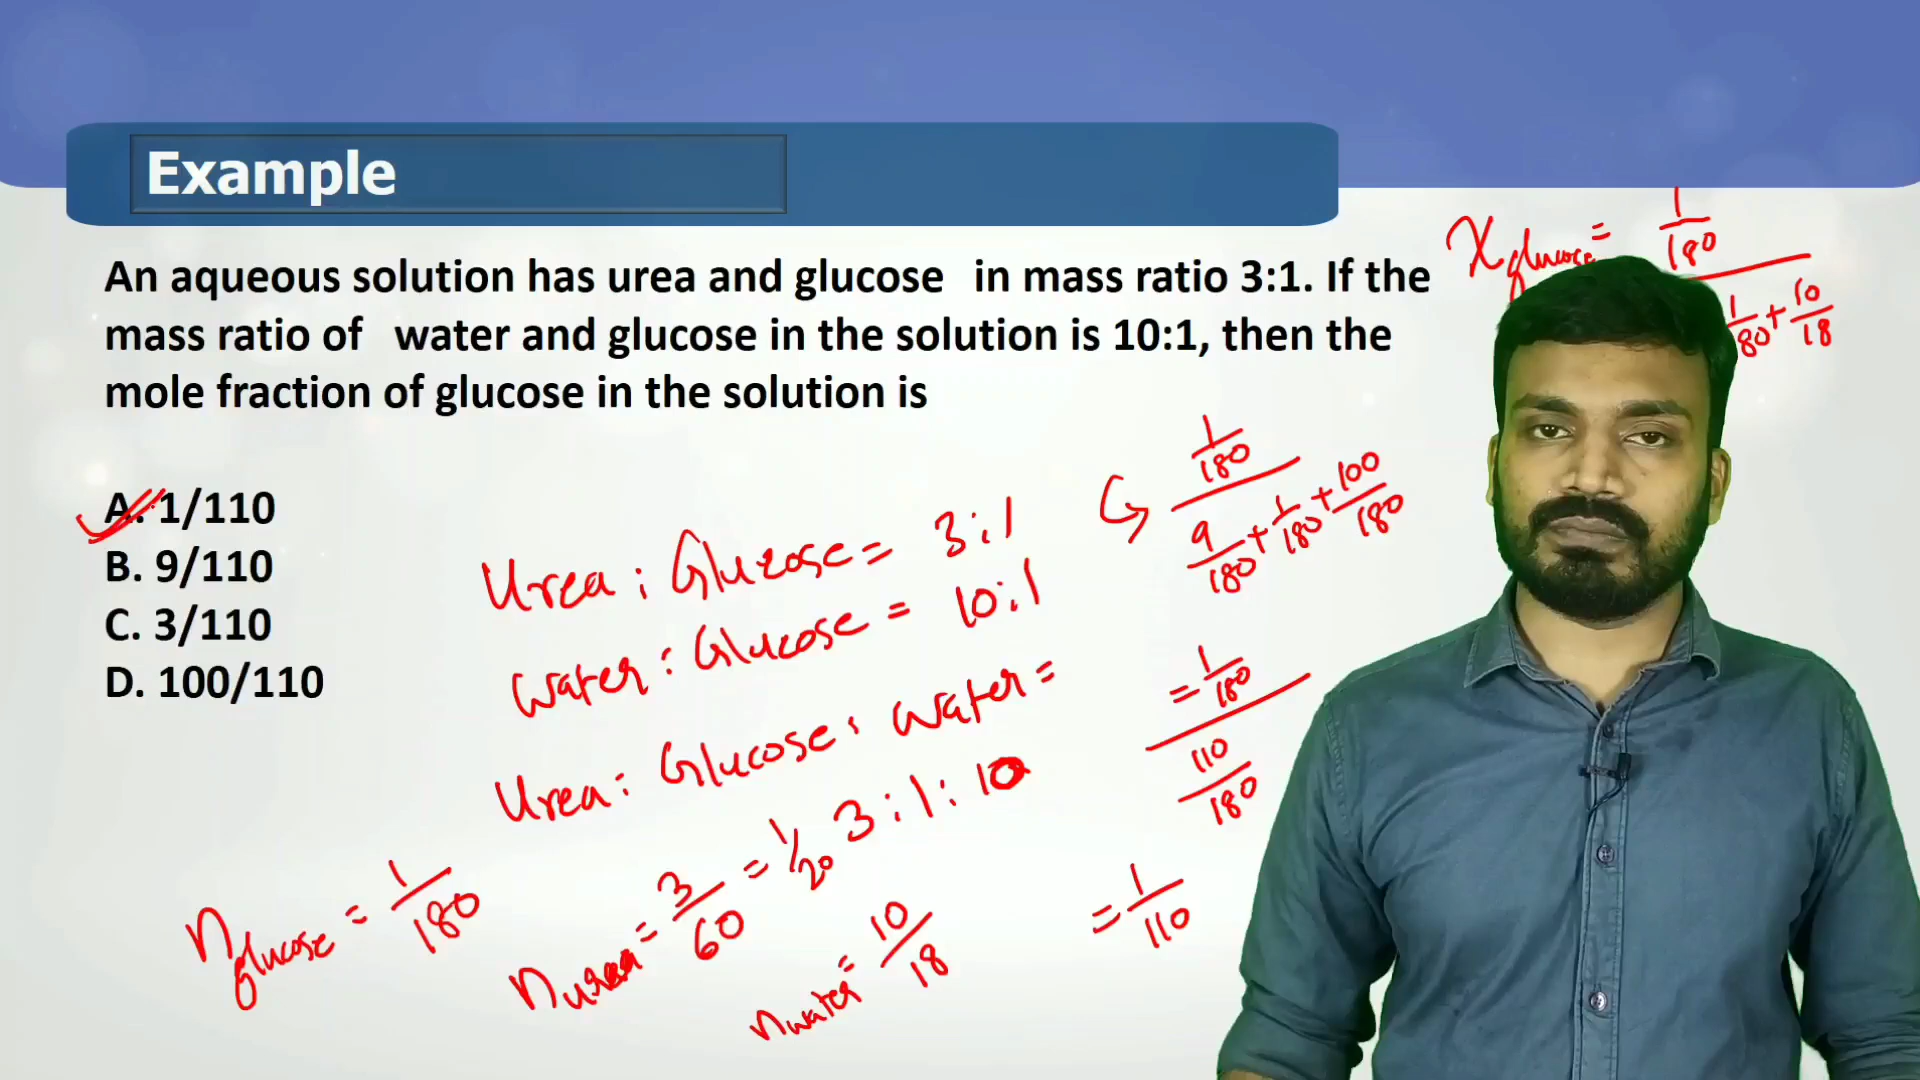 Example
An aqueous solution has urea and glucose in mass ratio 3:1. If the
mass ratio of water and glucose in the solution is 10:1, then the
mole fraction of glucose in the solution is
A. 1/110
B. 9/110
C. 3/110
D. 100/110
Urea : Glucose = 3:1
Water : Glucose = 10:1
Urea : Glucose : Water =
3 : 1 : 10
n glucose = 1/180
n urea = 3/60 = 1/20
n water = 10/18
X glucose = 1/180
1/180 + 10/18
1/180
9/180 + 1/180 + 100/180
= 1/180
110/180
= 1/110